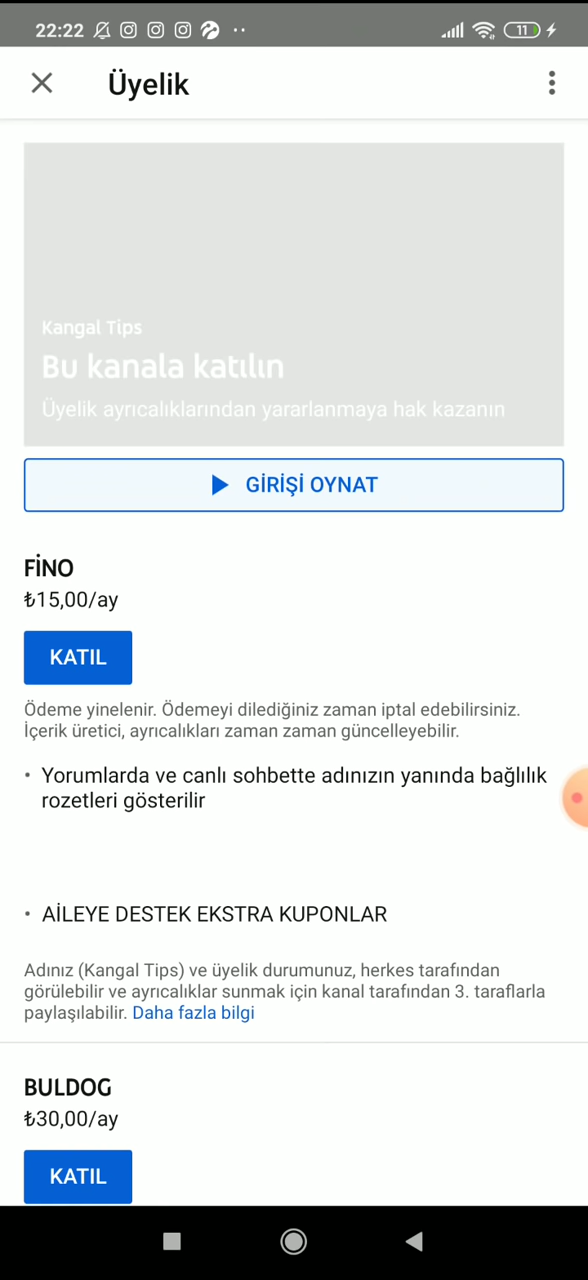 22:22
11
Üyelik
Kangal Tips
Bu kanala katılın
Üyelik ayrıcalıklarından yararlanmaya hak kazanın
GİRİŞİ OYNAT
FİNO
₺15,00/ay
KATIL
Ödeme yinelenir. Ödemeyi dilediğiniz zaman iptal edebilirsiniz.
İçerik üretici, ayrıcalıkları zaman zaman güncelleyebilir.
• Yorumlarda ve canlı sohbette adınızın yanında bağlılık
rozetleri gösterilir
• AİLEYE DESTEK EKSTRA KUPONLAR
Adınız (Kangal Tips) ve üyelik durumunuz, herkes tarafından
görülebilir ve ayrıcalıklar sunmak için kanal tarafından 3. taraflarla
paylaşılabilir. Daha fazla bilgi
BULDOG
₺30,00/ay
KATIL